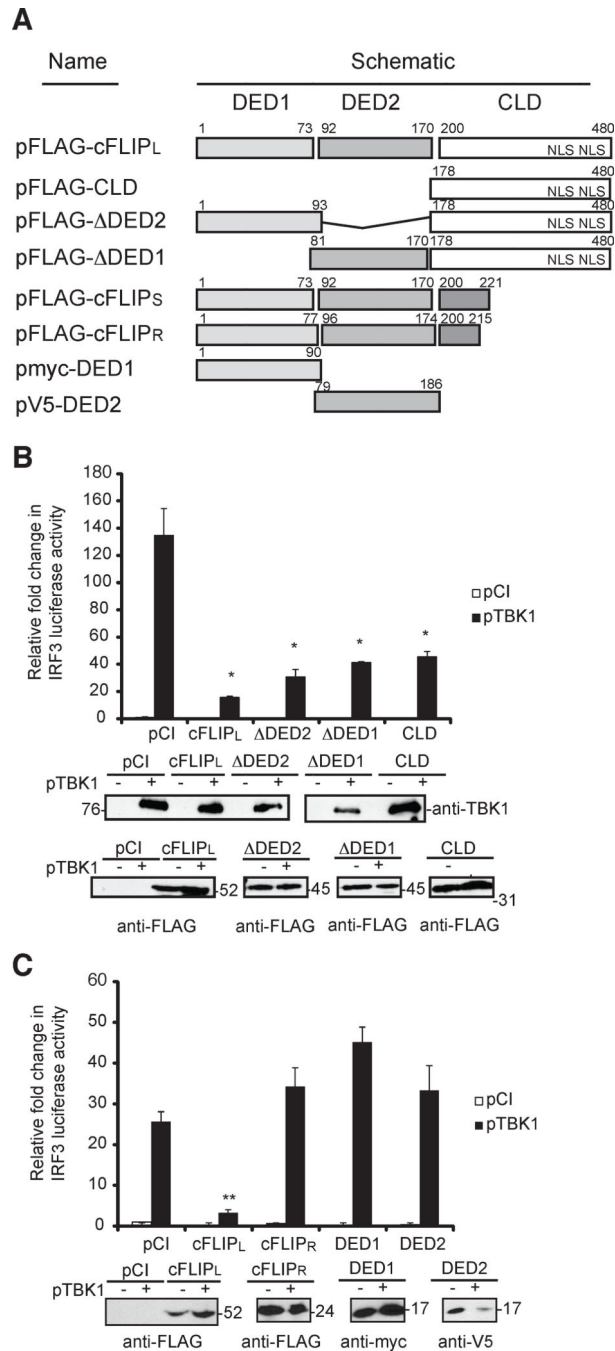 A
Name Schematic
DED1 DED2 CLD
1 73 92 170 200 480
pFLAG-cFLIPL NLS NLS
178 480
pFLAG-CLD NLS NLS
1 93 178 480
pFLAG-ΔDED2 NLS NLS
81 170 178 480
pFLAG-ΔDED1 NLS NLS
1 73 92 170 200 221
pFLAG-cFLIPS
1 77 96 174 200 215
pFLAG-cFLIPR
1 90
pmyc-DED1
79 186
pV5-DED2
B
Relative fold change in
IRF3 luciferase activity
180
160
140
120
100
80
60
40
20
0
* * * *
pCI
pTBK1
pCI cFLIPL ΔDED2 ΔDED1 CLD
pCI cFLIPL ΔDED2 ΔDED1 CLD
pTBK1 - + - + - + - + - +
76- -anti-TBK1
pCI cFLIPL ΔDED2 ΔDED1 CLD
pTBK1 - + - + - + - + - +
-52 -45 -45 -31
anti-FLAG anti-FLAG anti-FLAG anti-FLAG
C
Relative fold change in
IRF3 luciferase activity
60
50
40
30
20
10
0
**
pCI
pTBK1
pCI cFLIPL cFLIPR DED1 DED2
pCI cFLIPL cFLIPR DED1 DED2
pTBK1 - + - + - + - + - +
-52 -24 -17 -17
anti-FLAG anti-FLAG anti-myc anti-V5